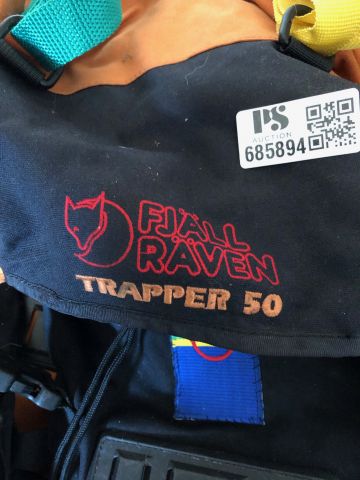 PS
AUCTION
685894
FJÄLL
RÄVEN
TRAPPER 50